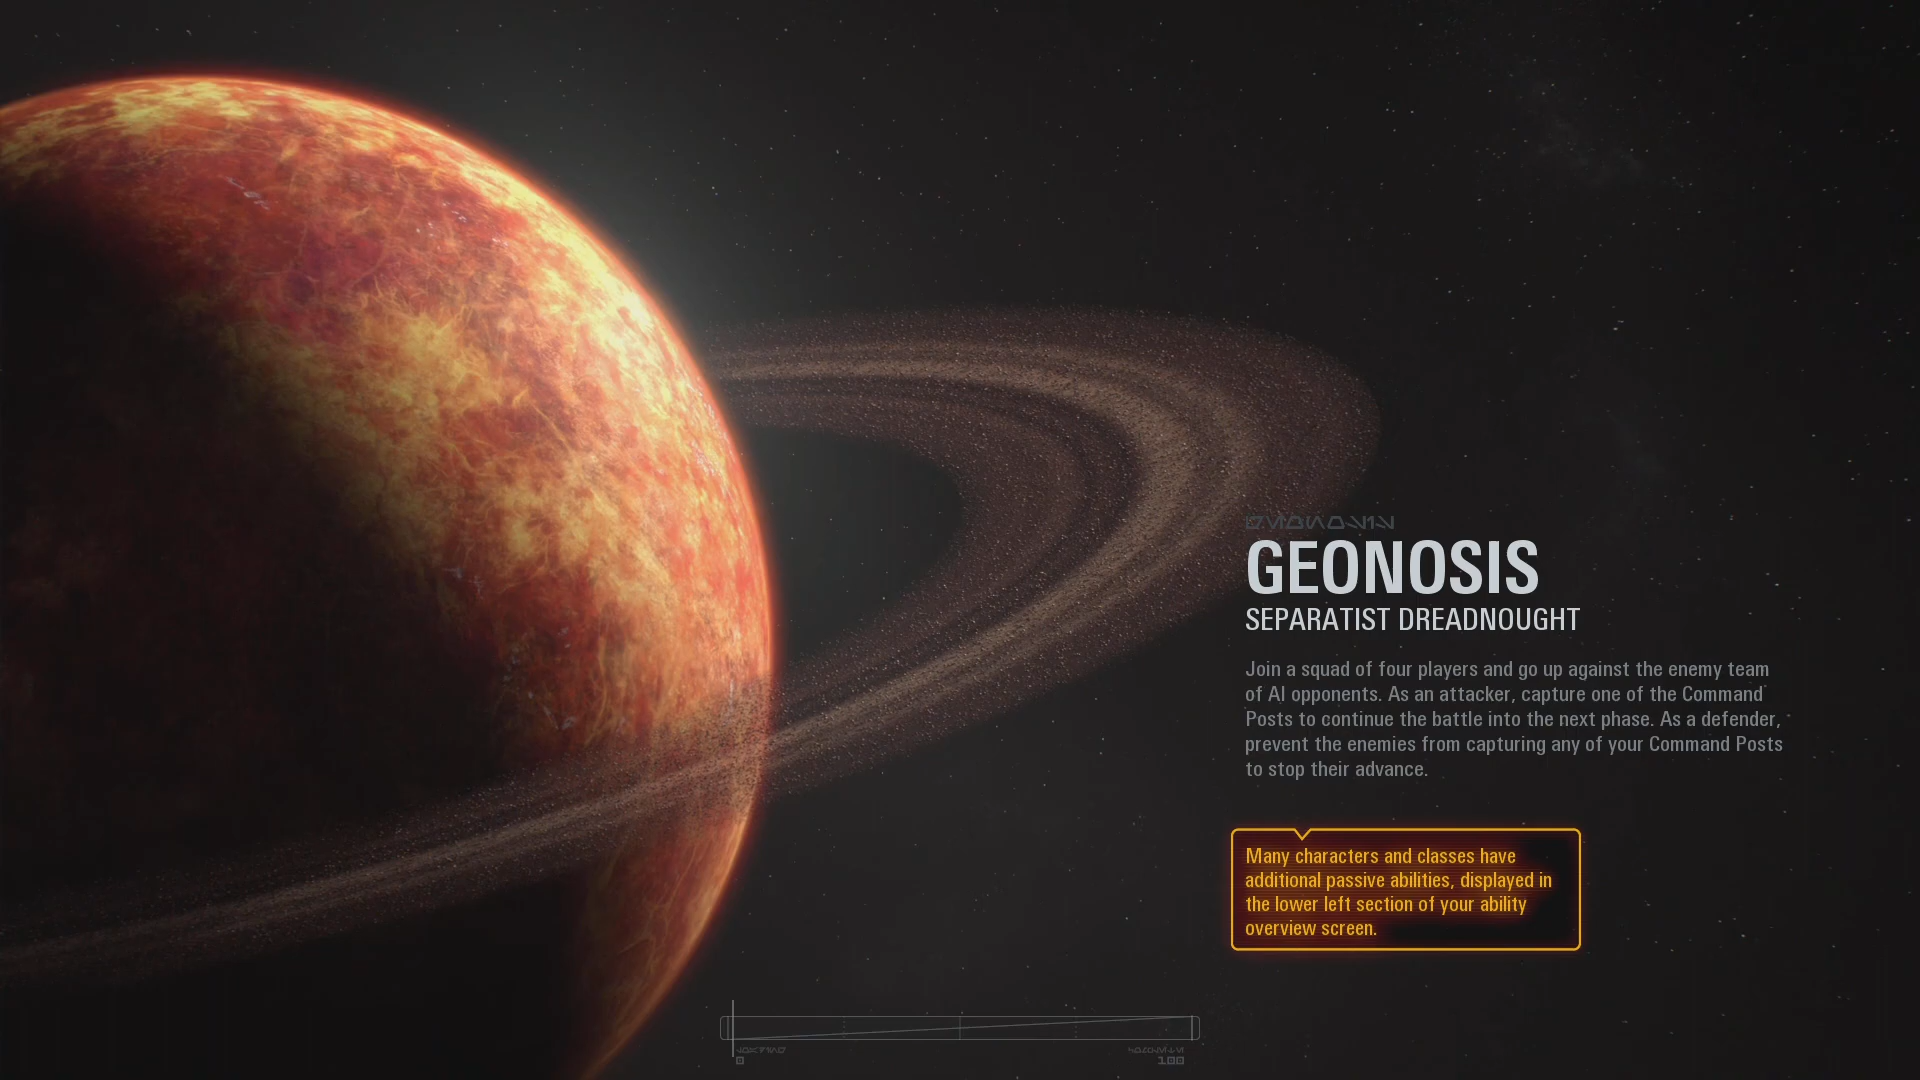 GEONOSIS
SEPARATIST DREADNOUGHT
Join a squad of four players and go up against the enemy team
of AI opponents. As an attacker, capture one of the Command
Posts to continue the battle into the next phase. As a defender,
prevent the enemies from capturing any of your Command Posts
to stop their advance.
Many characters and classes have
additional passive abilities, displayed in
the lower left section of your ability
overview screen.
0
100